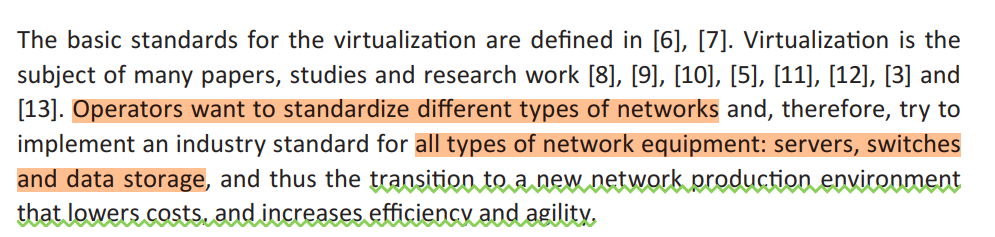 The basic standards for the virtualization are defined in [6], [7]. Virtualization is the
subject of many papers, studies and research work [8], [9], [10], [5], [11], [12], [3] and
[13]. Operators want to standardize different types of networks and, therefore, try to
implement an industry standard for all types of network equipment: servers, switches
and data storage, and thus the transition to a new network production environment
that lowers costs, and increases efficiency and agility.